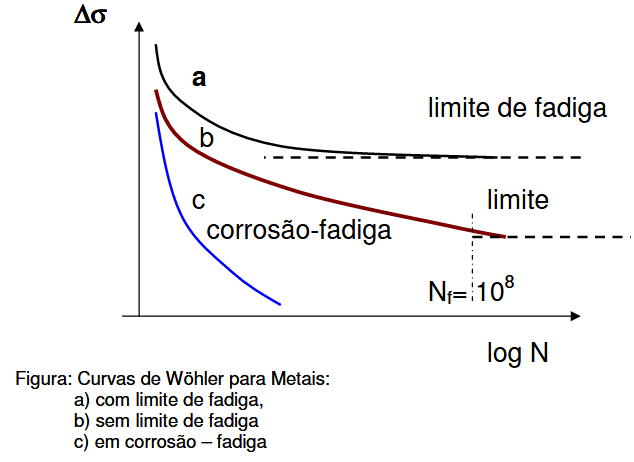 Δσ
a
limite de fadiga
b
limite
c
corrosão-fadiga
Nf= 10⁸
log N
Figura: Curvas de Wöhler para Metais:
a) com limite de fadiga,
b) sem limite de fadiga
c) em corrosão – fadiga